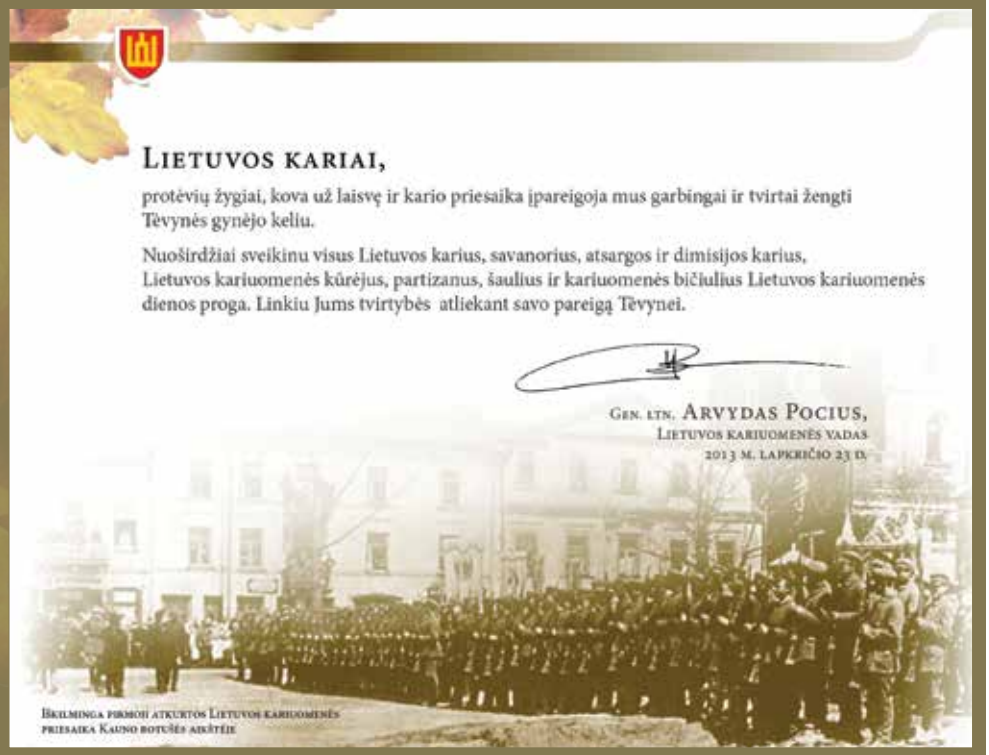 LIETUVOS KARIAI,
protėvių žygiai, kova už laisvę ir kario priesaika įpareigoja mus garbingai ir tvirtai žengti
Tėvynės gynėjo keliu.
Nuoširdžiai sveikinu visus Lietuvos karius, savanorius, atsargos ir dimisijos karius,
Lietuvos kariuomenės kūrėjus, partizanus, šaulius ir kariuomenės bičiulius Lietuvos kariuomenės
dienos proga. Linkiu Jums tvirtybės atliekant savo pareigą Tėvynei.
GEN. LTN. ARVYDAS POCIUS,
LIETUVOS KARIUOMENĖS VADAS
2013 M. LAPKRIČIO 23 D.
IŠKILMINGA PIRMOJI ATKURTOS LIETUVOS KARIUOMENĖS
PRIESAIKA KAUNO ROTUŠĖS AIKŠTĖJE